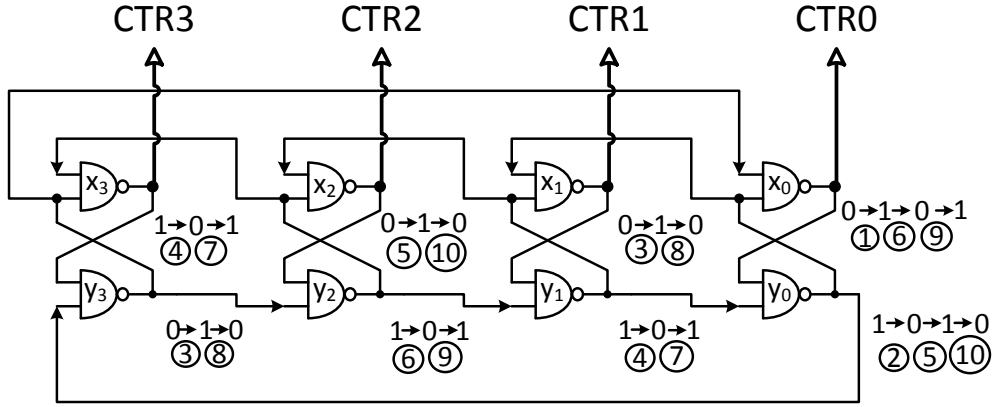 CTR3 CTR2 CTR1 CTR0
x₃ x₂ x₁ x₀
1→0→1 0→1→0 0→1→0 0→1→0→1
④⑦ ⑤⑩ ③⑧ ①⑥⑨
y₃ y₂ y₁ y₀
0→1→0 1→0→1 1→0→1 1→0→1→0
③⑧ ⑥⑨ ④⑦ ②⑤⑩